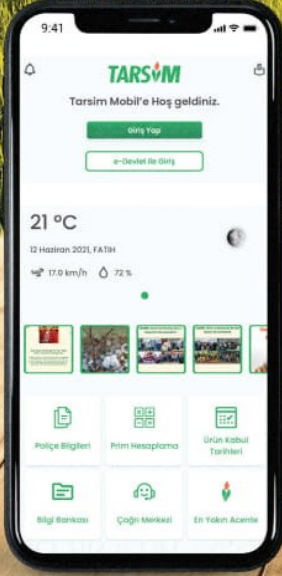 9:41
TARSİM
Tarsim Mobil'e Hoş geldiniz.
Giriş Yap
e-Devlet ile Giriş
21 °C
12 Haziran 2021, FATİH
17.0 km/h 72 %
Poliçe Bilgileri
Prim Hesaplama
Ürün Kabul
Tarihleri
Bilgi Bankası
Çağrı Merkezi
En Yakın Acente